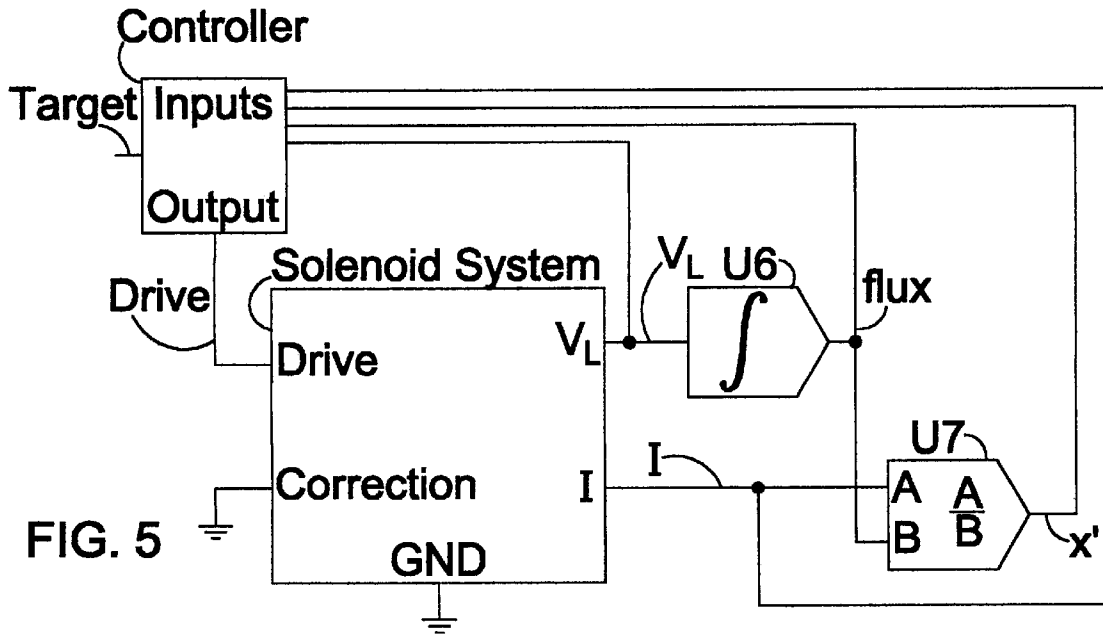 Controller
Target
Inputs
Output
Drive
Solenoid System
Drive
V_L
Correction
I
GND
V_L
U6
∫
flux
I
U7
A
B
A
B
x'
FIG. 5